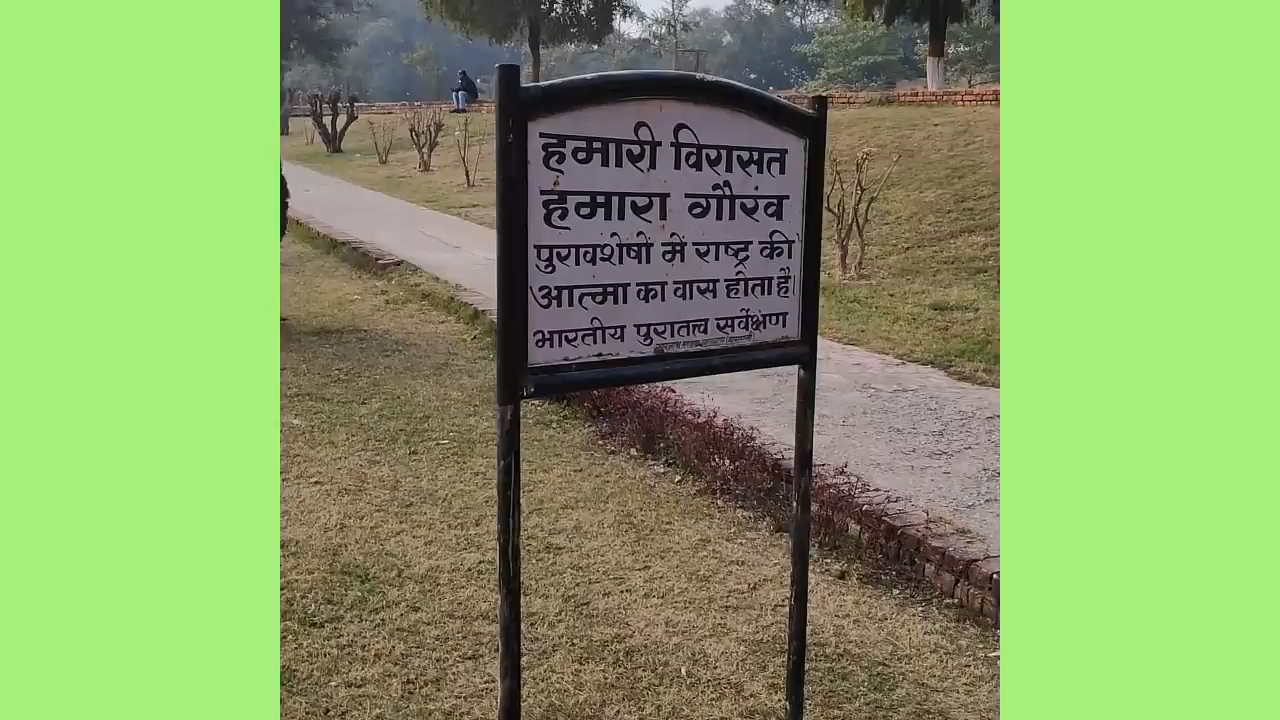 हमारी विरासत
हमारा गौरव
पुरावशेषों में राष्ट्र की
आत्मा का वास होता है।
भारतीय पुरातत्त्व सर्वेक्षण